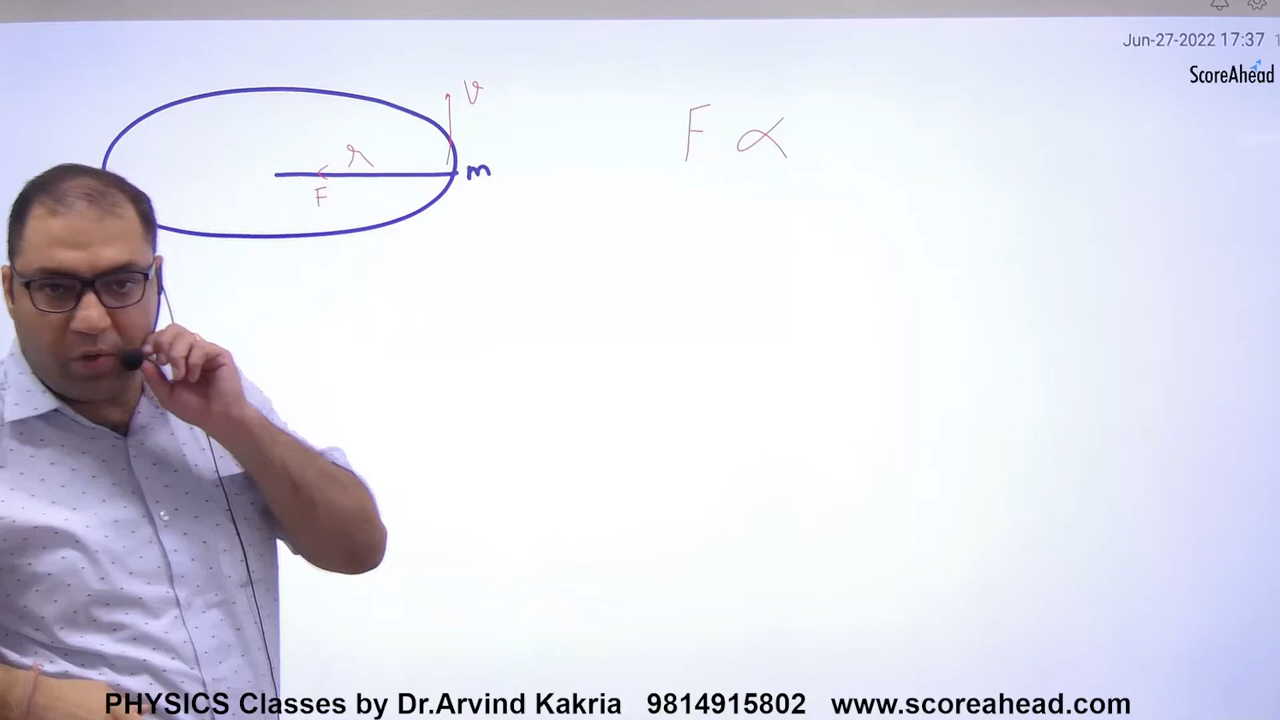 Jun-27-2022 17:37
ScoreAhead
v
r
m
F
F ∝
PHYSICS Classes by Dr.Arvind Kakria 9814915802 www.scoreahead.com